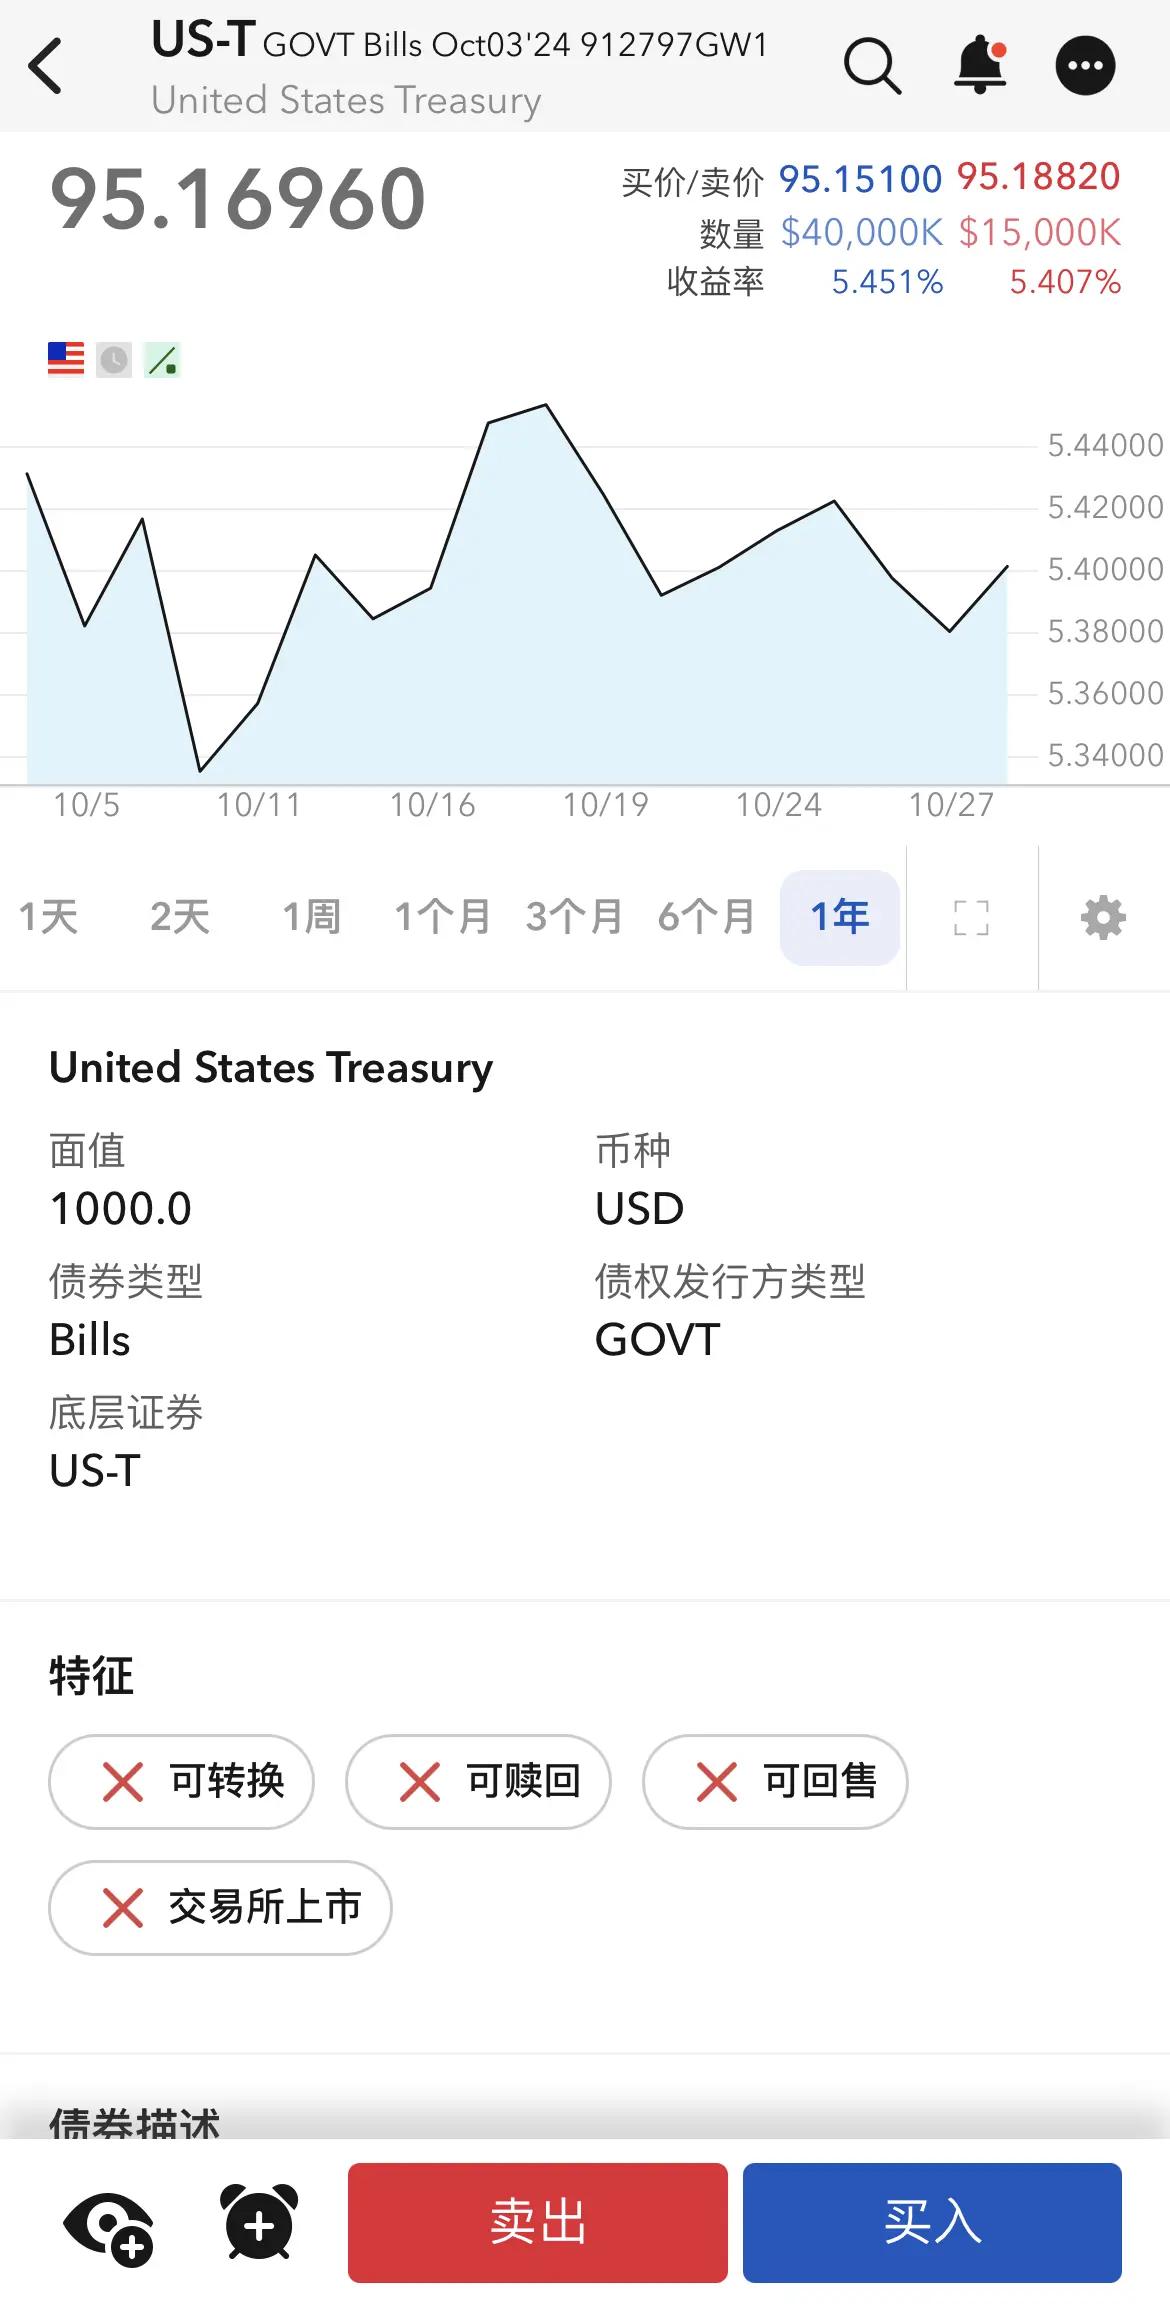 US-T GOVT Bills Oct03'24 912797GW1
United States Treasury
95.16960
买价/卖价 95.15100 95.18820
数量 $40,000K $15,000K
收益率 5.451% 5.407%
5.44000
5.42000
5.40000
5.38000
5.36000
5.34000
10/5 10/11 10/16 10/19 10/24 10/27
1天 2天 1周 1个月 3个月 6个月 1年
United States Treasury
面值 币种
1000.0 USD
债券类型 债权发行方类型
Bills GOVT
底层证券
US-T
特征
可转换 可赎回 可回售
交易所上市
债券描述
卖出 买入